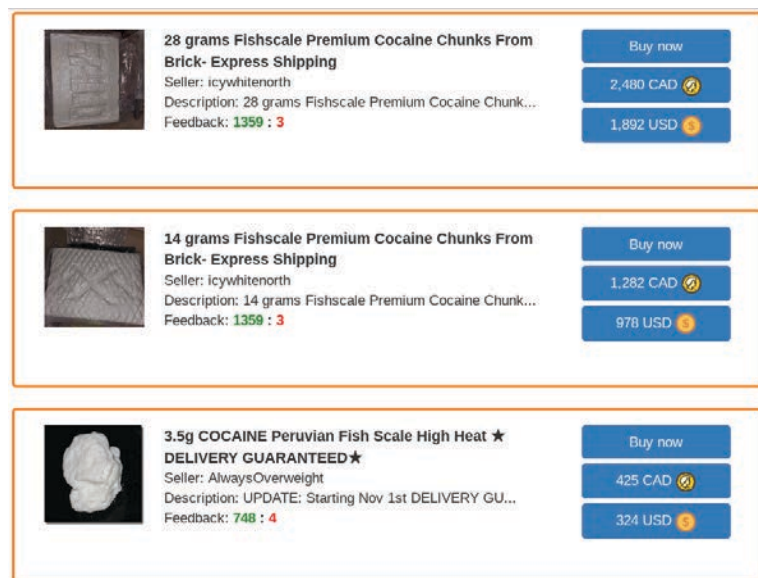 28 grams Fishscale Premium Cocaine Chunks From
Brick- Express Shipping
Seller: icywhitenorth
Description: 28 grams Fishscale Premium Cocaine Chunk...
Feedback: 1359 : 3
Buy now
2,480 CAD
1,892 USD
14 grams Fishscale Premium Cocaine Chunks From
Brick- Express Shipping
Seller: icywhitenorth
Description: 14 grams Fishscale Premium Cocaine Chunk...
Feedback: 1359 : 3
Buy now
1,282 CAD
978 USD
3.5g COCAINE Peruvian Fish Scale High Heat ★
DELIVERY GUARANTEED★
Seller: AlwaysOverweight
Description: UPDATE: Starting Nov 1st DELIVERY GU...
Feedback: 748 : 4
Buy now
425 CAD
324 USD